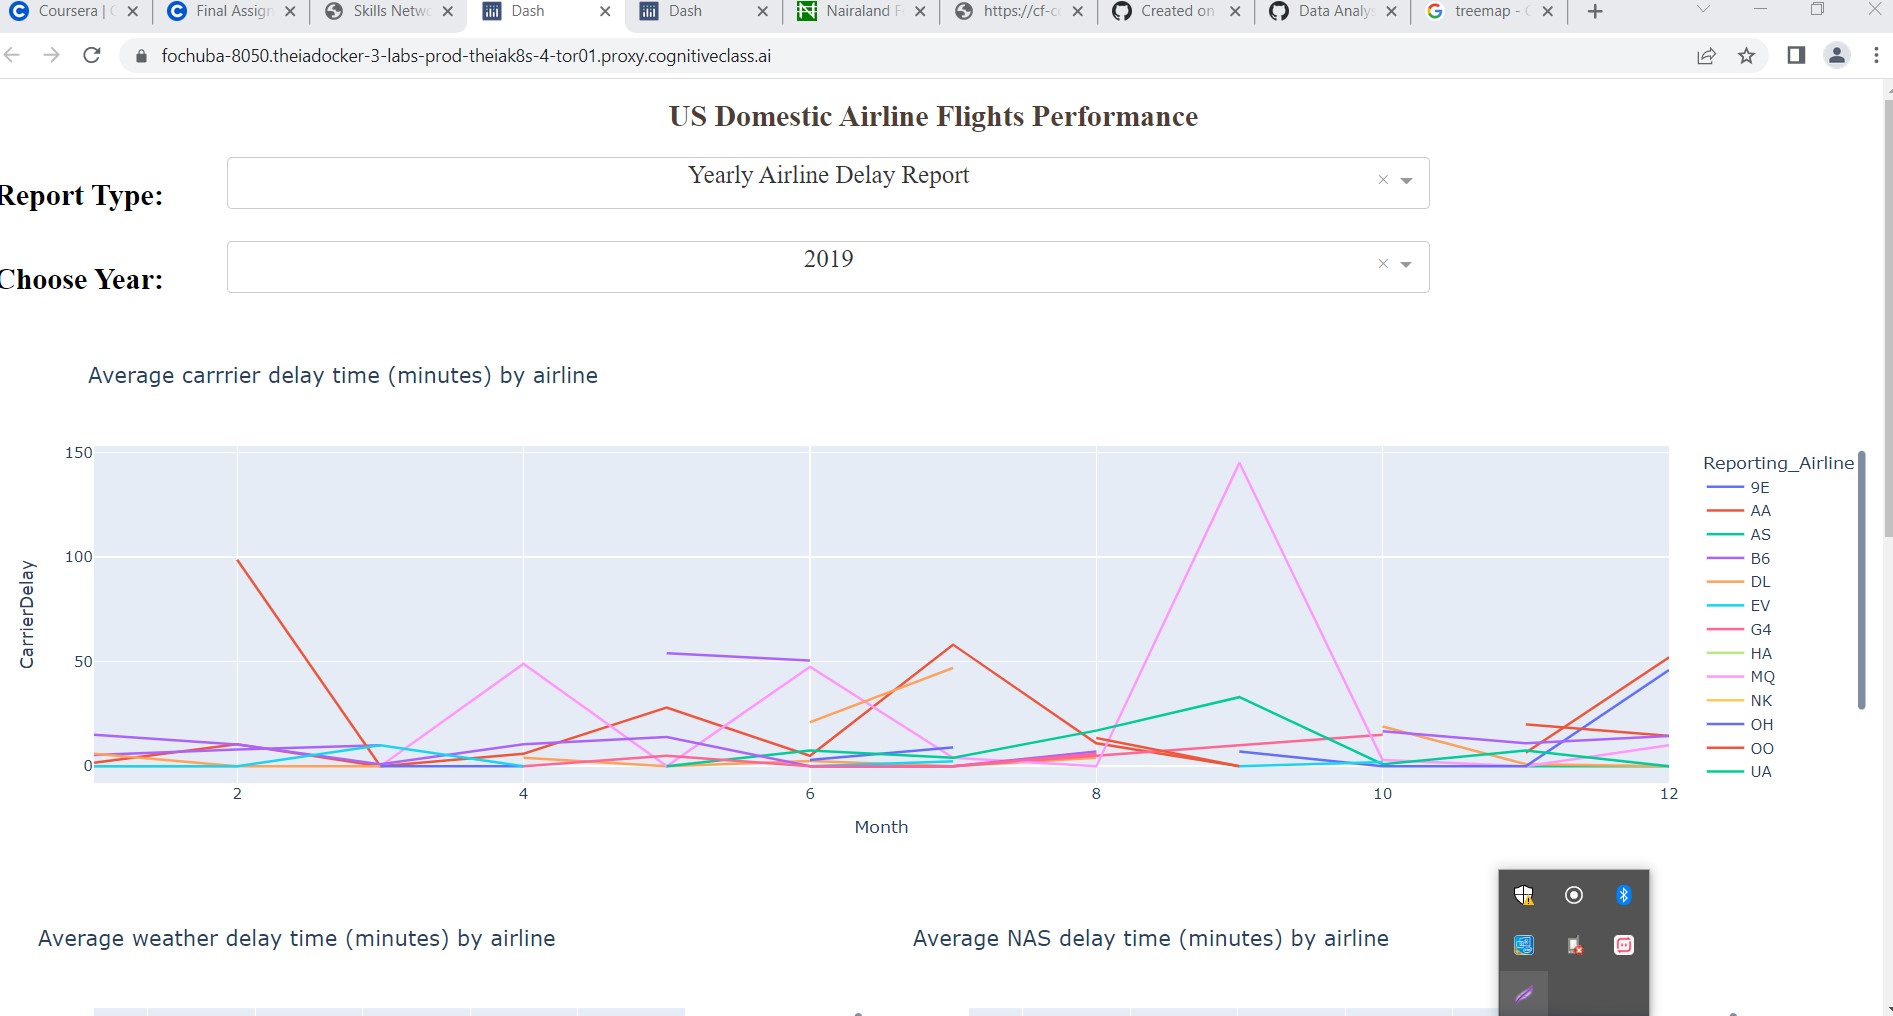 Coursera |
Final Assign
Skills Netwo
Dash
Dash
Nairaland F
https://cf-c
Created on
Data Analys
treemap -
fochuba-8050.theiadocker-3-labs-prod-theiak8s-4-tor01.proxy.cognitiveclass.ai
US Domestic Airline Flights Performance
Report Type:
Yearly Airline Delay Report
Choose Year:
2019
Average carrrier delay time (minutes) by airline
150
100
50
0
CarrierDelay
2
4
6
8
10
12
Month
Reporting_Airline
9E
AA
AS
B6
DL
EV
G4
HA
MQ
NK
OH
OO
UA
Average weather delay time (minutes) by airline
Average NAS delay time (minutes) by airline